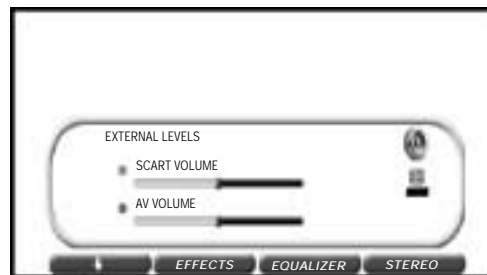 EXTERNAL LEVELS
SCART VOLUME
AV VOLUME
EFFECTS EQUALIZER STEREO